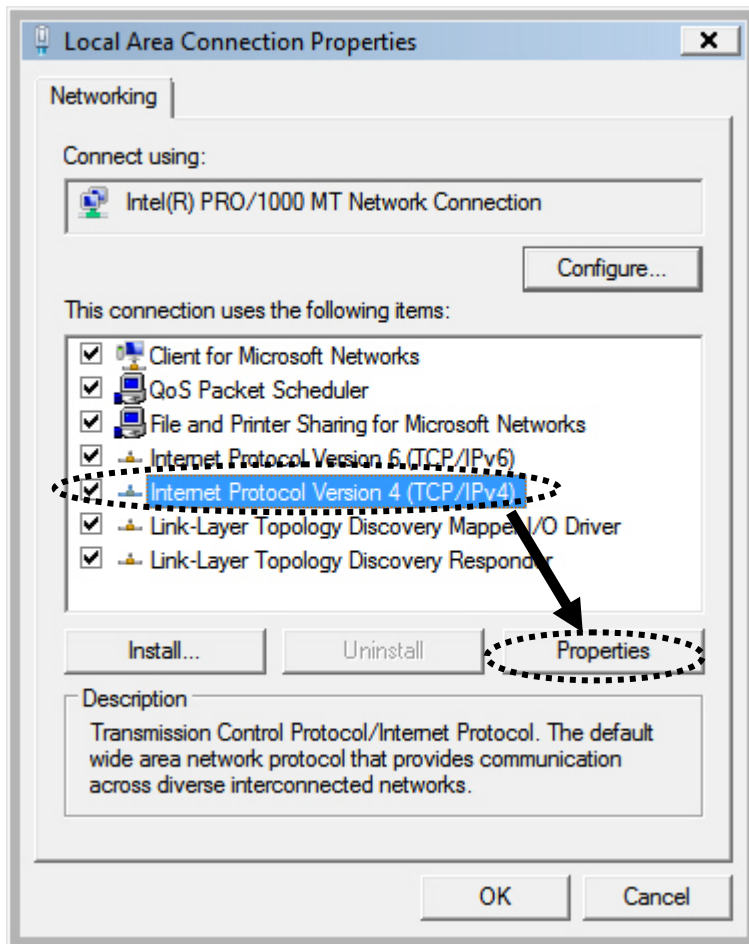 Local Area Connection Properties
Networking
Connect using:
Intel(R) PRO/1000 MT Network Connection
Configure...
This connection uses the following items:
Client for Microsoft Networks
QoS Packet Scheduler
File and Printer Sharing for Microsoft Networks
Internet Protocol Version 6 (TCP/IPv6)
Internet Protocol Version 4 (TCP/IPv4)
Link-Layer Topology Discovery Mapper I/O Driver
Link-Layer Topology Discovery Responder
Install... Uninstall Properties
Description
Transmission Control Protocol/Internet Protocol. The default
wide area network protocol that provides communication
across diverse interconnected networks.
OK Cancel